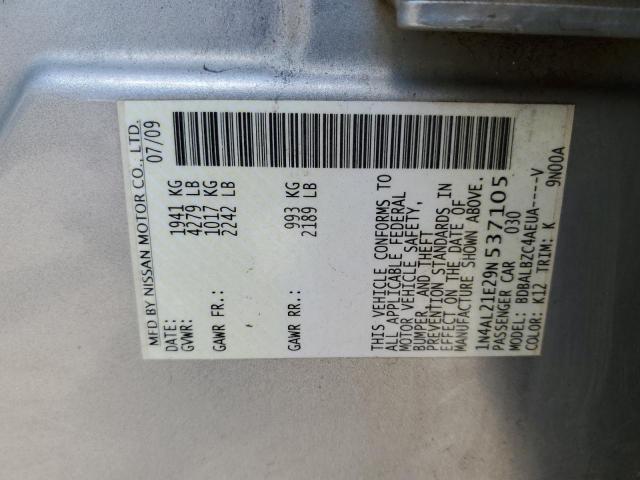 MFD BY NISSAN MOTOR CO., LTD.
DATE: 07/09
GVWR: 1941 KG
4279 LB
GAWR FR.: 1017 KG
2242 LB
GAWR RR.: 993 KG
2189 LB
THIS VEHICLE CONFORMS TO
ALL APPLICABLE FEDERAL
MOTOR VEHICLE SAFETY,
BUMPER, AND THEFT
PREVENTION STANDARDS IN
EFFECT ON THE DATE OF
MANUFACTURE SHOWN ABOVE.
1N4AL21E29N537105
PASSENGER CAR 030
MODEL: BDBALBZC4AEUA-----V
COLOR: K12 TRIM: K 9N00A